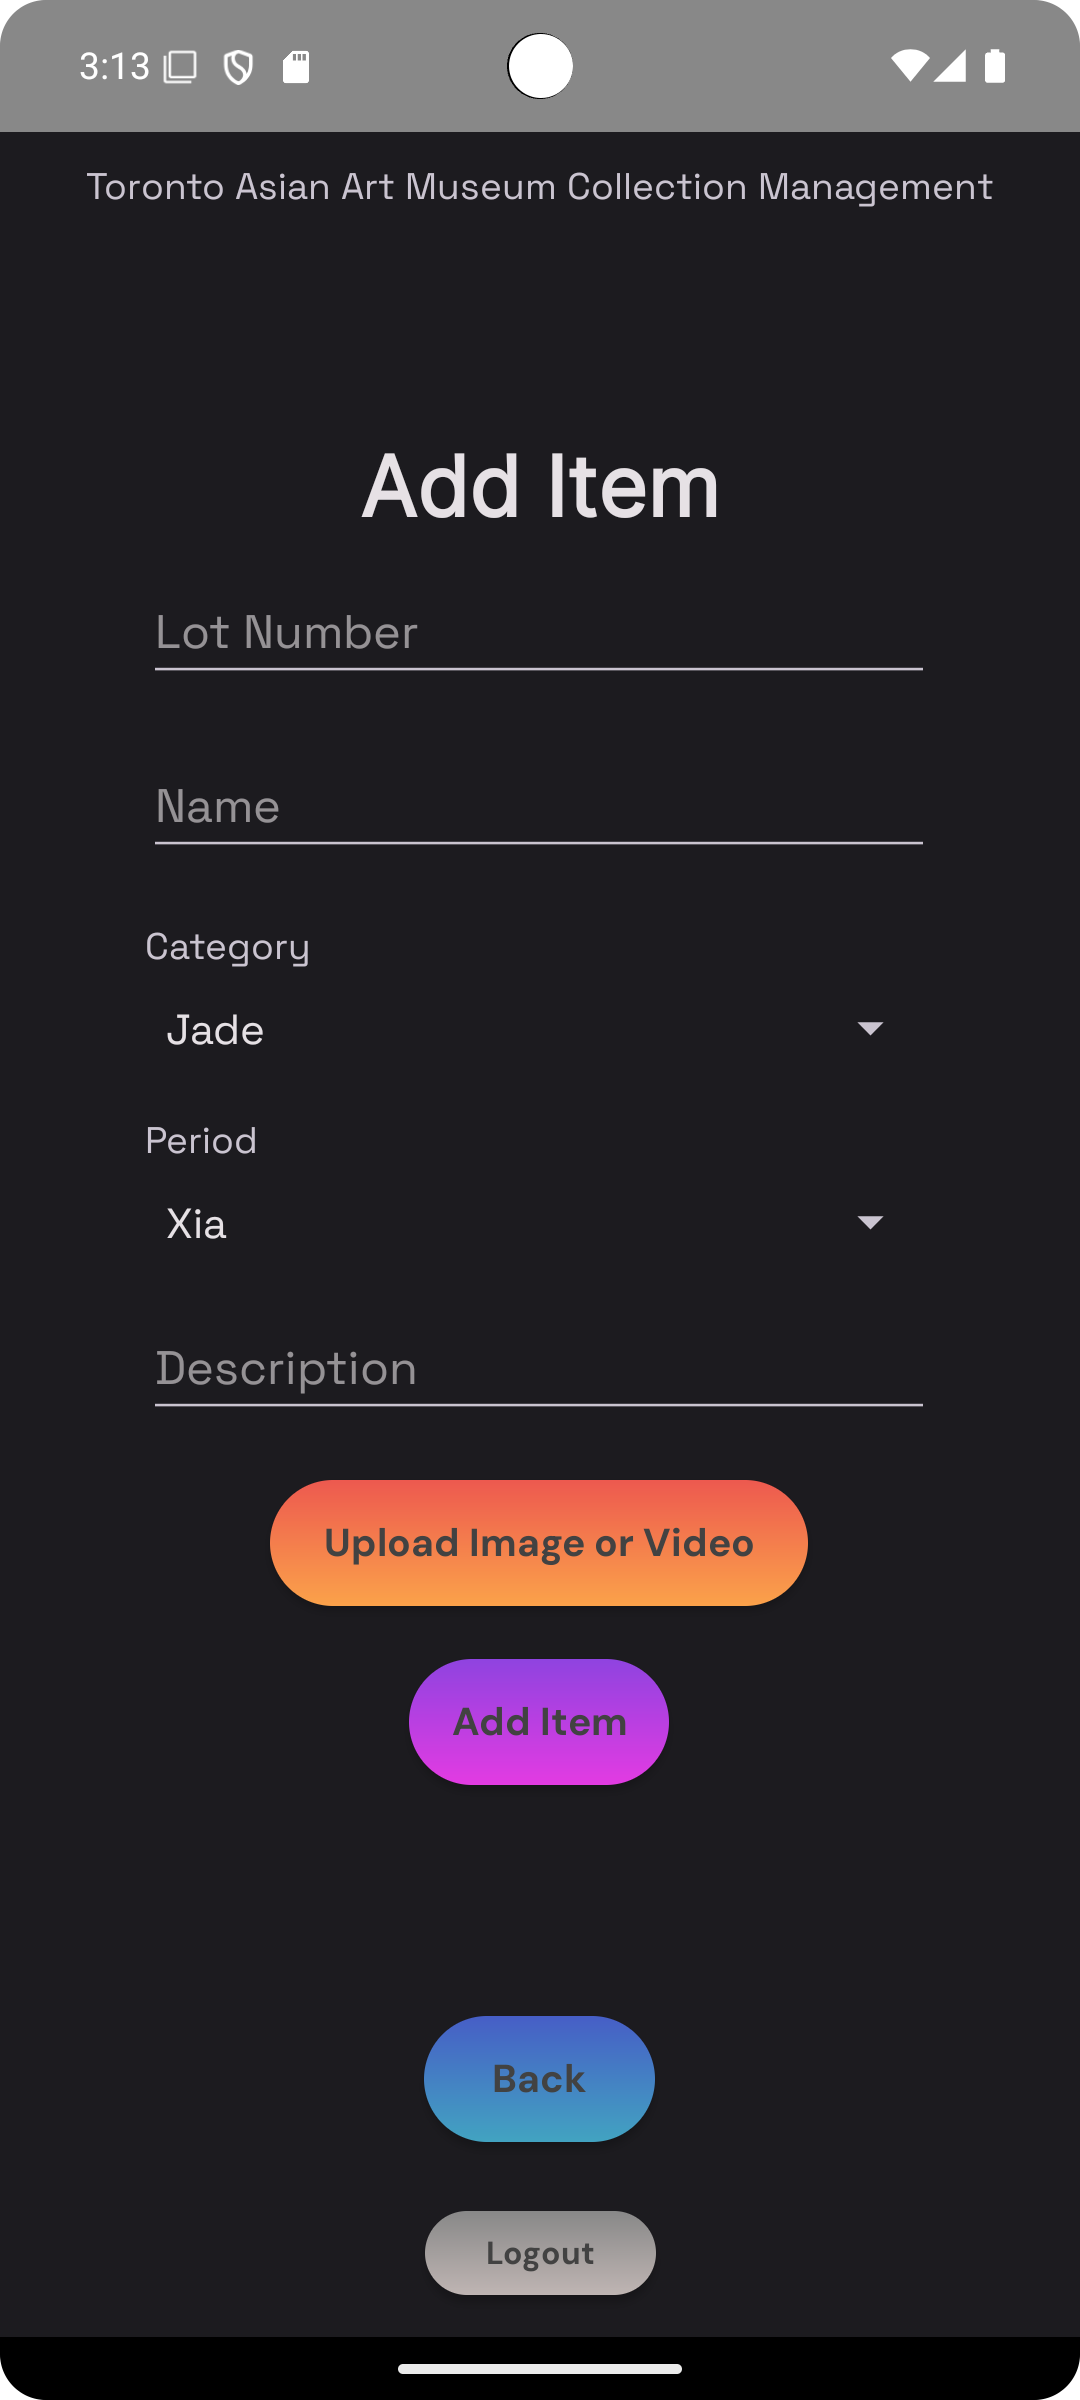 3:13
Toronto Asian Art Museum Collection Management
Add Item
Lot Number
Name
Category
Jade
Period
Xia
Description
Upload Image or Video
Add Item
Back
Logout